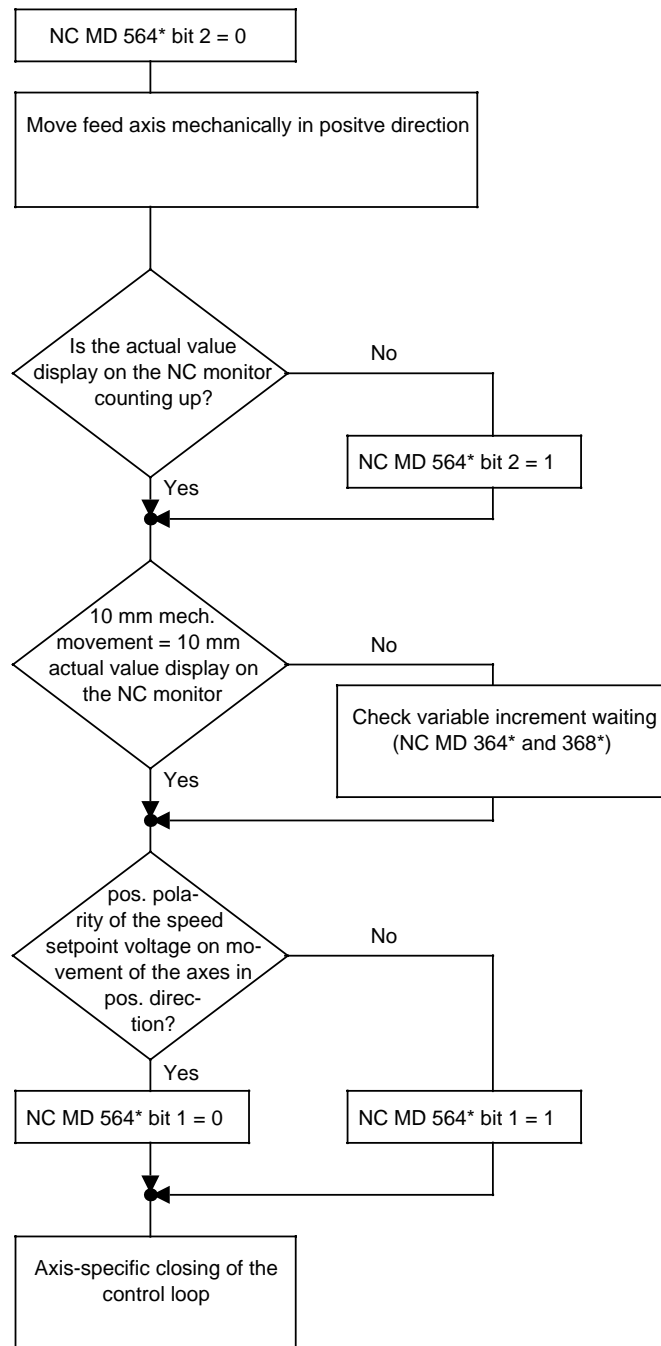 NC MD 564* bit 2 = 0
Move feed axis mechanically in positve direction
Is the actual value
display on the NC monitor
counting up?
No
NC MD 564* bit 2 = 1
Yes
10 mm mech.
movement = 10 mm
actual value display on
the NC monitor
No
Check variable increment waiting
(NC MD 364* and 368*)
Yes
pos. pola-
rity of the speed
setpoint voltage on mo-
vement of the axes in
pos. direc-
tion?
No
Yes
NC MD 564* bit 1 = 0
NC MD 564* bit 1 = 1
Axis-specific closing of the
control loop